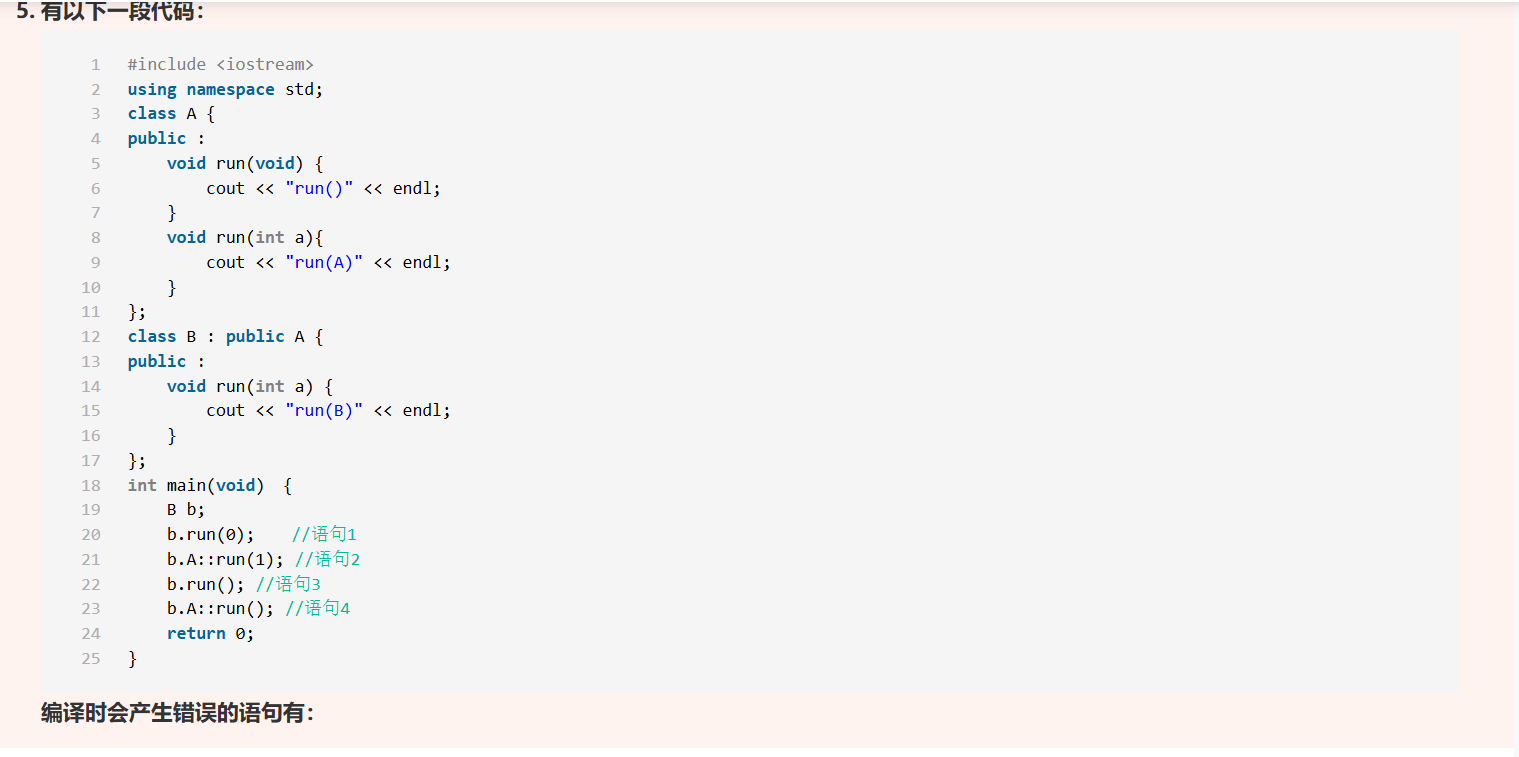 5. 有以下一段代码：
1 #include <iostream>
2 using namespace std;
3 class A {
4 public :
5     void run(void) {
6         cout << "run()" << endl;
7     }
8     void run(int a){
9         cout << "run(A)" << endl;
10     }
11 };
12 class B : public A {
13 public :
14     void run(int a) {
15         cout << "run(B)" << endl;
16     }
17 };
18 int main(void)  {
19     B b;
20     b.run(0);    //语句1
21     b.A::run(1); //语句2
22     b.run(); //语句3
23     b.A::run(); //语句4
24     return 0;
25 }
编译时会产生错误的语句有：